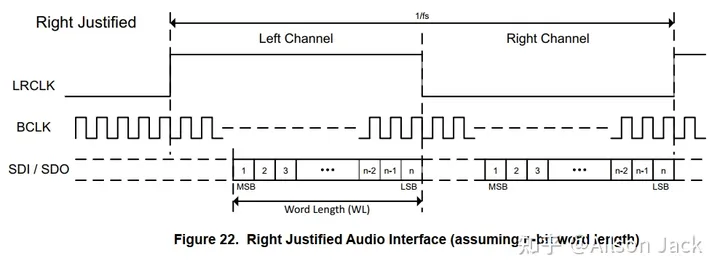 Right Justified
1/fs
Left Channel
Right Channel
LRCLK
BCLK
SDI / SDO
1 2 3 ••• n-2 n-1 n
1 2 3 ••• n-2 n-1 n
MSB
LSB
MSB
LSB
Word Length (WL)
Figure 22. Right Justified Audio Interface (assuming n-bit word length)
知乎 @Alison Jack